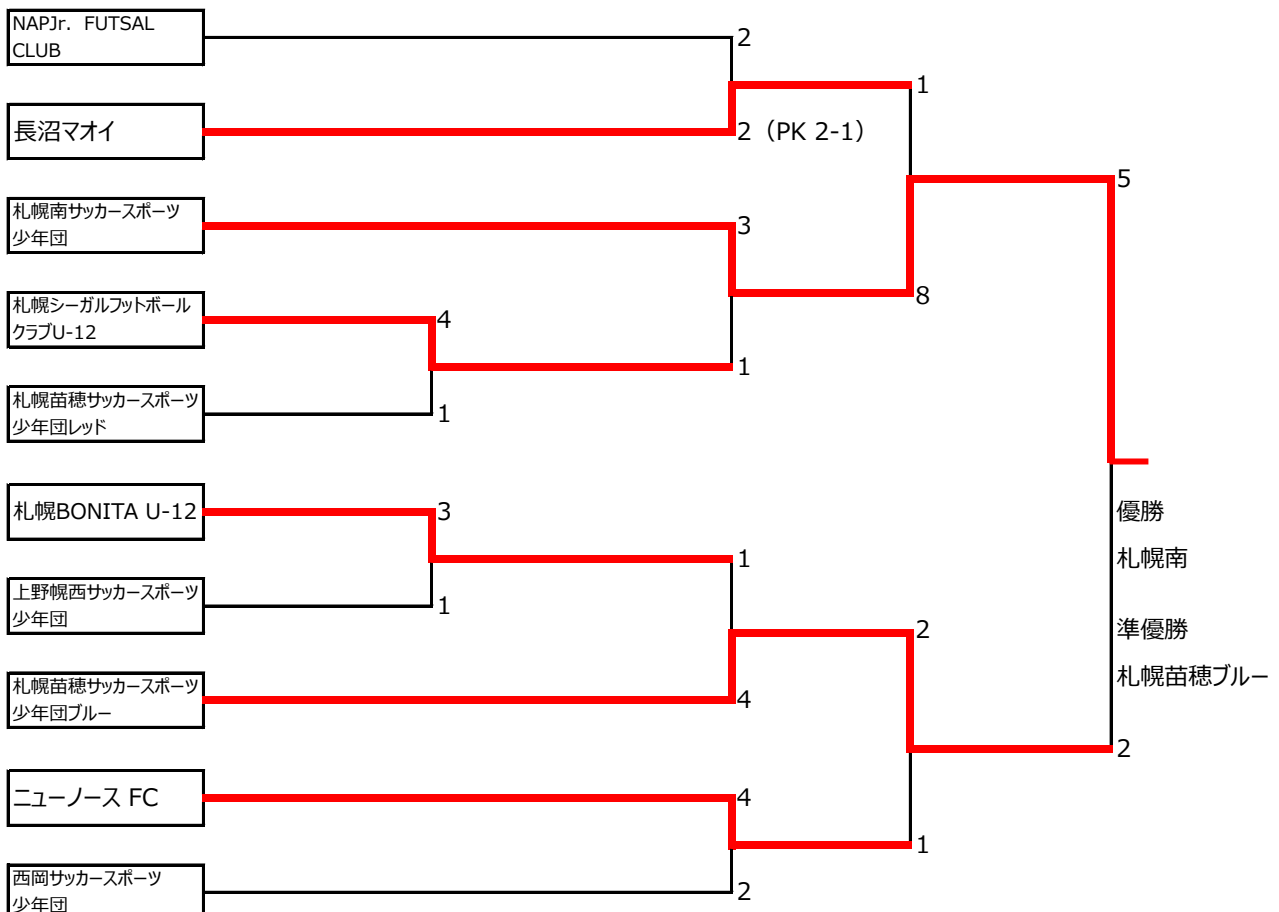 NAPJr. FUTSAL
CLUB
2
1
長沼マオイ
2（PK 2-1）
5
札幌南サッカースポーツ
少年団
3
8
札幌シーガルフットボール
クラブU-12
4
1
札幌苗穂サッカースポーツ
少年団レッド
1
札幌BONITA U-12
3
優勝
1
札幌南
上野幌西サッカースポーツ
少年団
1
2
準優勝
札幌苗穂サッカースポーツ
少年団ブルー
4
札幌苗穂ブルー
2
ニューノース FC
4
1
西岡サッカースポーツ
少年団
2